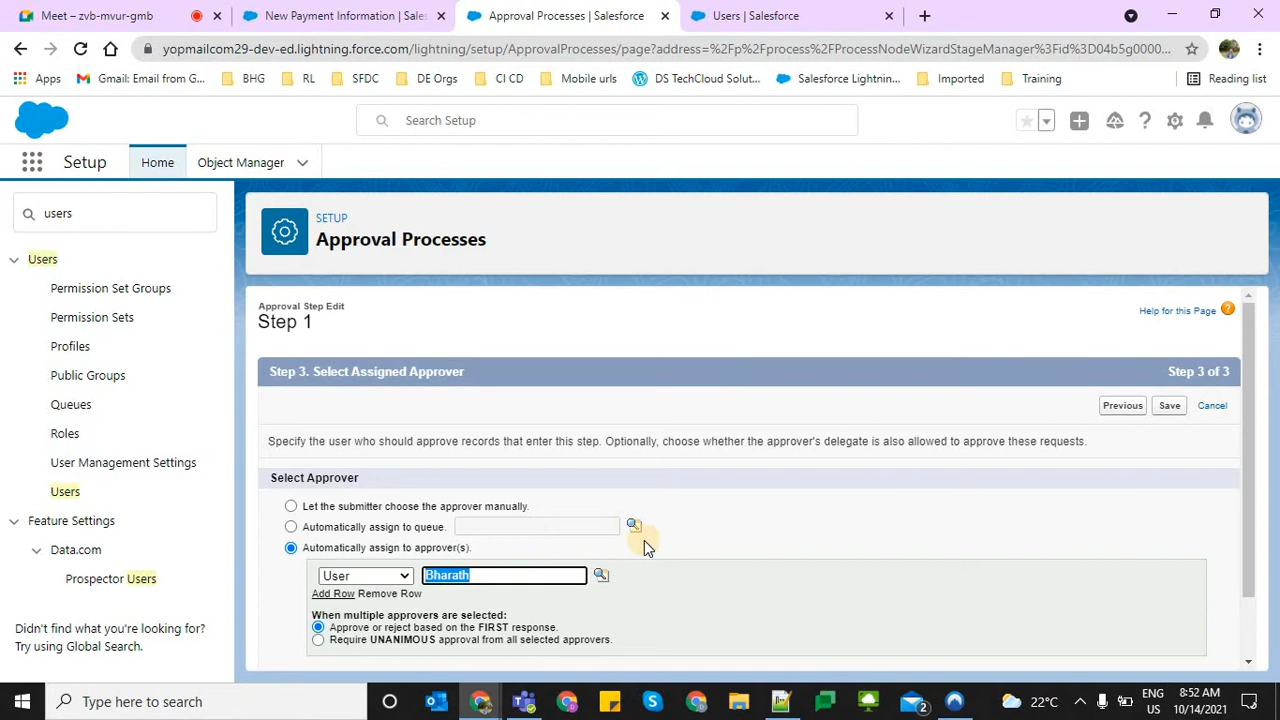 Meet – zvb-mvur-gmb
New Payment Information | Sales
Approval Processes | Salesforce
Users | Salesforce
yopmailcom29-dev-ed.lightning.force.com/lightning/setup/ApprovalProcesses/page?address=%2Fp%2Fprocess%2FProcessNodeWizardStageManager%3Fid%3D04b5g0000...
Apps
Gmail: Email from G...
BHG
RL
SFDC
DE Orgs
CI CD
Mobile urls
DS TechCloud Solut...
Salesforce Lightnin...
Imported
Training
Reading list
Search Setup
Setup
Home
Object Manager
users
Users
Permission Set Groups
Permission Sets
Profiles
Public Groups
Queues
Roles
User Management Settings
Users
Feature Settings
Data.com
Prospector Users
Didn't find what you're looking for?
Try using Global Search.
SETUP
Approval Processes
Approval Step Edit
Step 1
Help for this Page
Step 3. Select Assigned Approver
Step 3 of 3
Previous
Save
Cancel
Specify the user who should approve records that enter this step. Optionally, choose whether the approver's delegate is also allowed to approve these requests.
Select Approver
Let the submitter choose the approver manually.
Automatically assign to queue.
Automatically assign to approver(s).
User
Bharath
Add Row Remove Row
When multiple approvers are selected:
Approve or reject based on the FIRST response.
Require UNANIMOUS approval from all selected approvers.
Type here to search
2
22°C
ENG
US
8:52 AM
10/14/2021